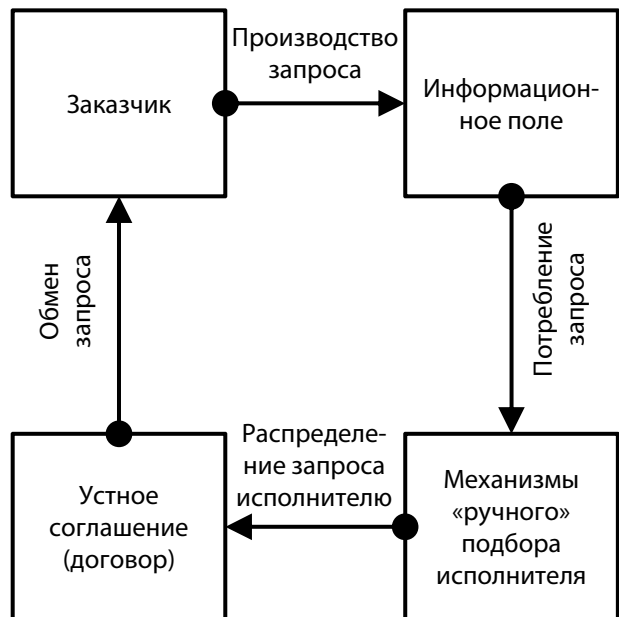 Заказчик
Производство
запроса
Информацион-
ное поле
Обмен
запроса
Потребление
запроса
Устное
соглашение
(договор)
Распределе-
ние запроса
исполнителю
Механизмы
«ручного»
подбора
исполнителя